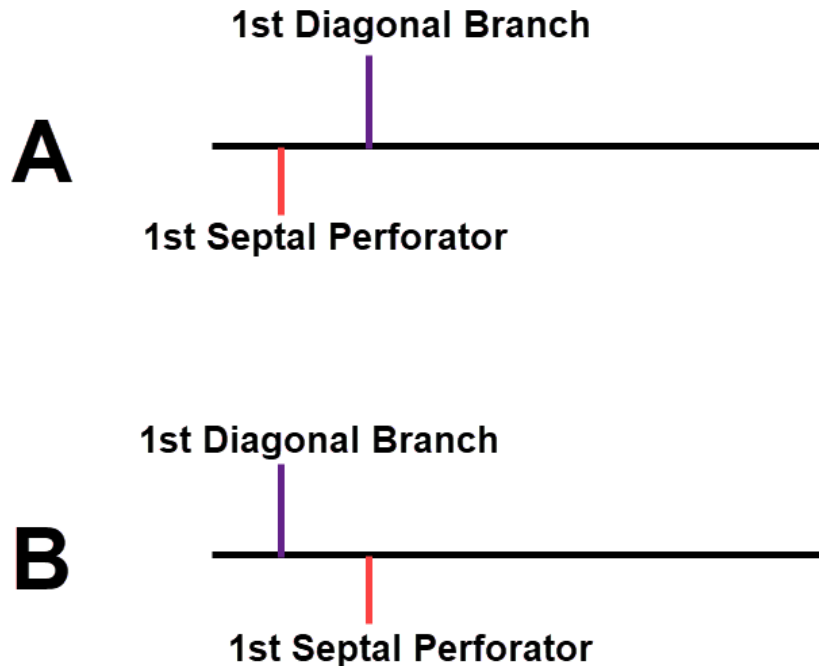 1st Diagonal Branch
A
1st Septal Perforator
1st Diagonal Branch
B
1st Septal Perforator